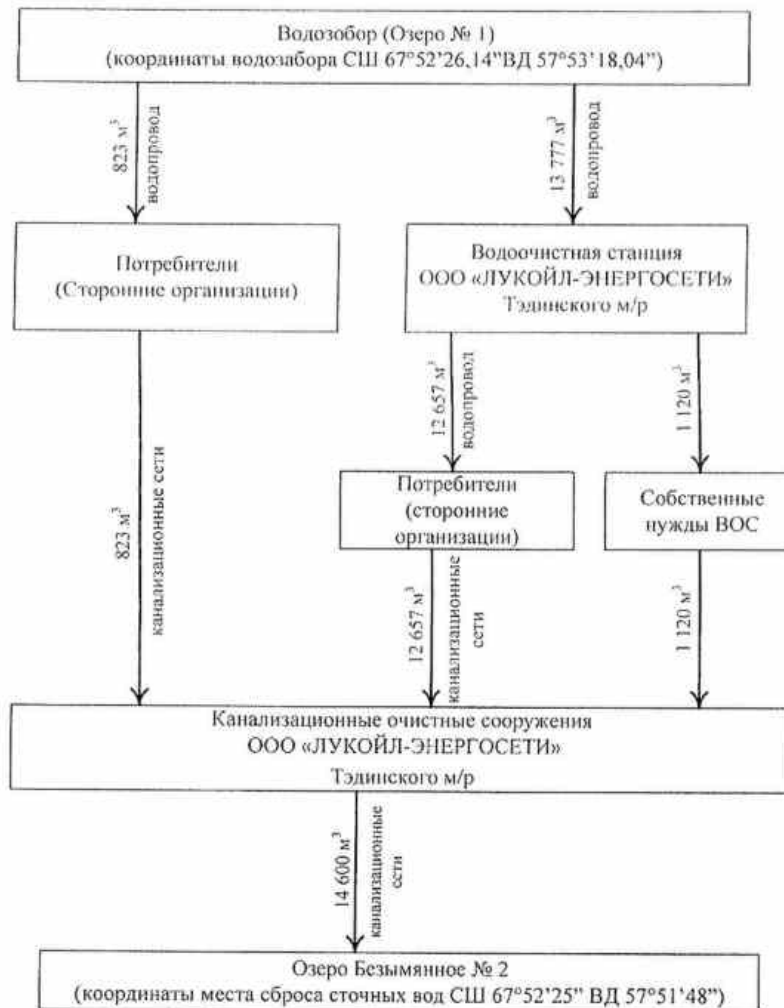 Водозобор (Озеро № 1)
(координаты водозабора СШ 67°52'26,14”ВД 57°53'18,04”)
823 м³
водопровод
13 777 м³
водопровод
Потребители
(Сторонние организации)
Водоочистная станция
ООО «ЛУКОЙЛ-ЭНЕРГОСЕТИ»
Тэдинского м/р
12 657 м³
водопровод
1 120 м³
Потребители
(сторонние
организации)
Собственные
нужды ВОС
823 м³
канализационные сети
12 657 м³
канализационные
сети
1 120 м³
Канализационные очистные сооружения
ООО «ЛУКОЙЛ-ЭНЕРГОСЕТИ»
Тэдинского м/р
14 600 м³
канализационные
сети
Озеро Безымянное № 2
(координаты места сброса сточных вод СШ 67°52'25” ВД 57°51'48”)